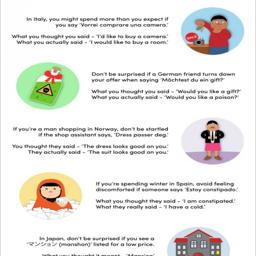 In Italy, you might spend more than you expect if
you say 'Vorrei comprare una camera.'
What you thought you said - 'I'd like to buy a camera.'
What you actually said - 'I would like to buy a room.'
Don't be surprised if a German friend turns down
your offer when saying 'Möchtest du ein gift?'
What you thought you said - 'Would you like a gift?'
What you actually said - 'Would you like a poison?'
If you're a man shopping in Norway, don't be startled
if the shop assistant says, 'Dress passer deg.'
You thought they said - 'The dress looks good on you.'
They actually said - 'The suit looks good on you.'
If you're spending winter in Spain, avoid feeling
discomforted if someone says 'Estoy constipado.'
What you thought they said - 'I am constipated.'
What they really said - 'I have a cold.'
In Japan, don't be surprised if you see a
'マンション (manshon)' listed for a low price.
What you thought it meant - 'Mansion'